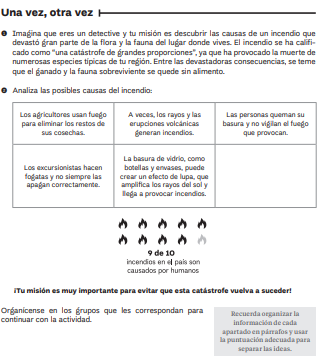 Una vez, otra vez
Imagina que eres un detective y tu misión es descubrir las causas de un incendio que
devastó gran parte de la flora y la fauna del lugar donde vives. El incendio se ha califi-
cado como "una catástrofe de grandes proporciones", ya que ha provocado la muerte de
numerosas especies típicas de tu región. Entre las devastadoras consecuencias, se teme
que el ganado y la fauna sobreviviente se quede sin alimento.
Analiza las posibles causas del incendio:
Los agricultores usan fuego
para eliminar los restos de
sus cosechas.
A veces, los rayos y las
erupciones volcánicas
generan incendios.
Las personas queman su
basura y no vigilan el fuego
que provocan.
Los excursionistas hacen
fogatas y no siempre las
apagan correctamente.
La basura de vidrio, como
botellas y envases, puede
crear un efecto de lupa, que
amplifica los rayos del sol y
llega a provocar incendios.
9 de 10
incendios en el país son
causados por humanos
¡Tu misión es muy importante para evitar que esta catástrofe vuelva a suceder!
Organícense en los grupos que les correspondan para
continuar con la actividad.
Recuerda organizar la
información de cada
apartado en párrafos y usar
la puntuación adecuada para
separar las ideas.